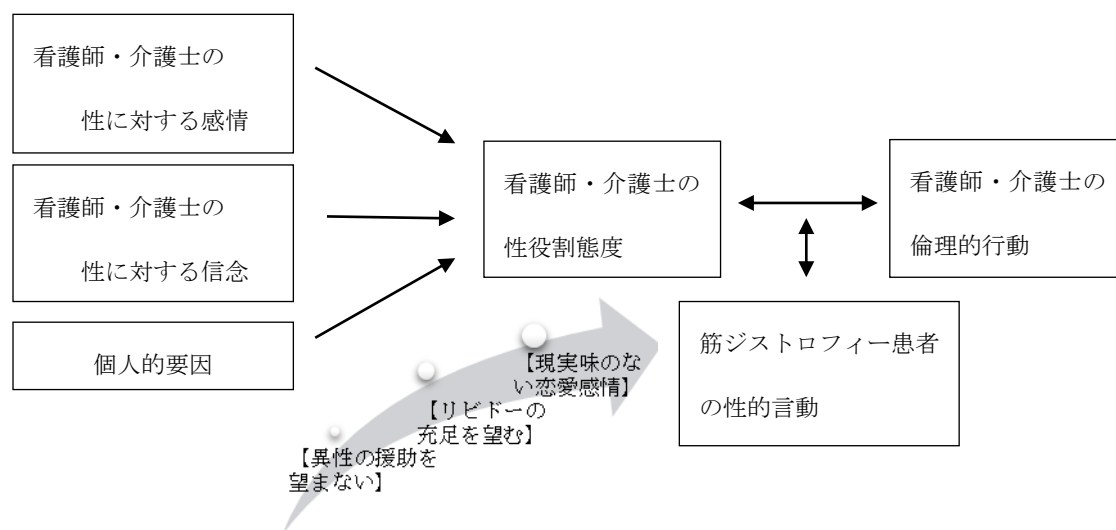 看護師・介護士の
性に対する感情
看護師・介護士の
性に対する信念
個人的要因
看護師・介護士の
性役割態度
看護師・介護士の
倫理的行動
筋ジストロフィー患者
の性的言動
【現実味のな
い恋愛感情】
【リビドーの
充足を望む】
【異性の援助を
望まない】